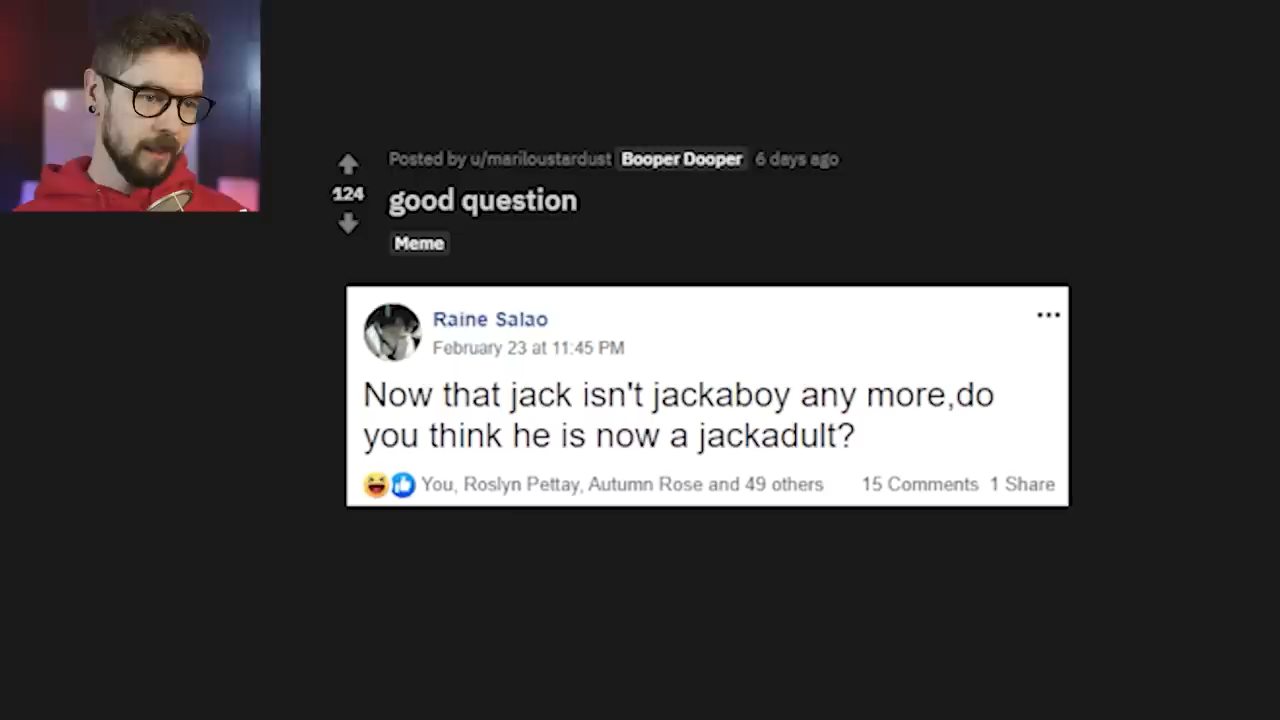 Posted by u/mariloustardust Booper Dooper 6 days ago
124
good question
Meme
Raine Salao
February 23 at 11:45 PM
Now that jack isn't jackaboy any more,do
you think he is now a jackadult?
You, Roslyn Pettay, Autumn Rose and 49 others 15 Comments 1 Share